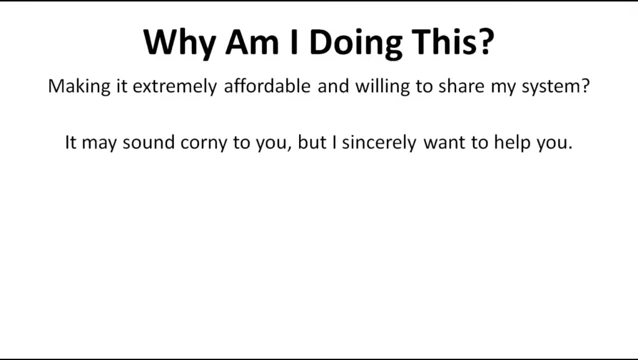 Why Am I Doing This?
Making it extremely affordable and willing to share my system?
It may sound corny to you, but I sincerely want to help you.